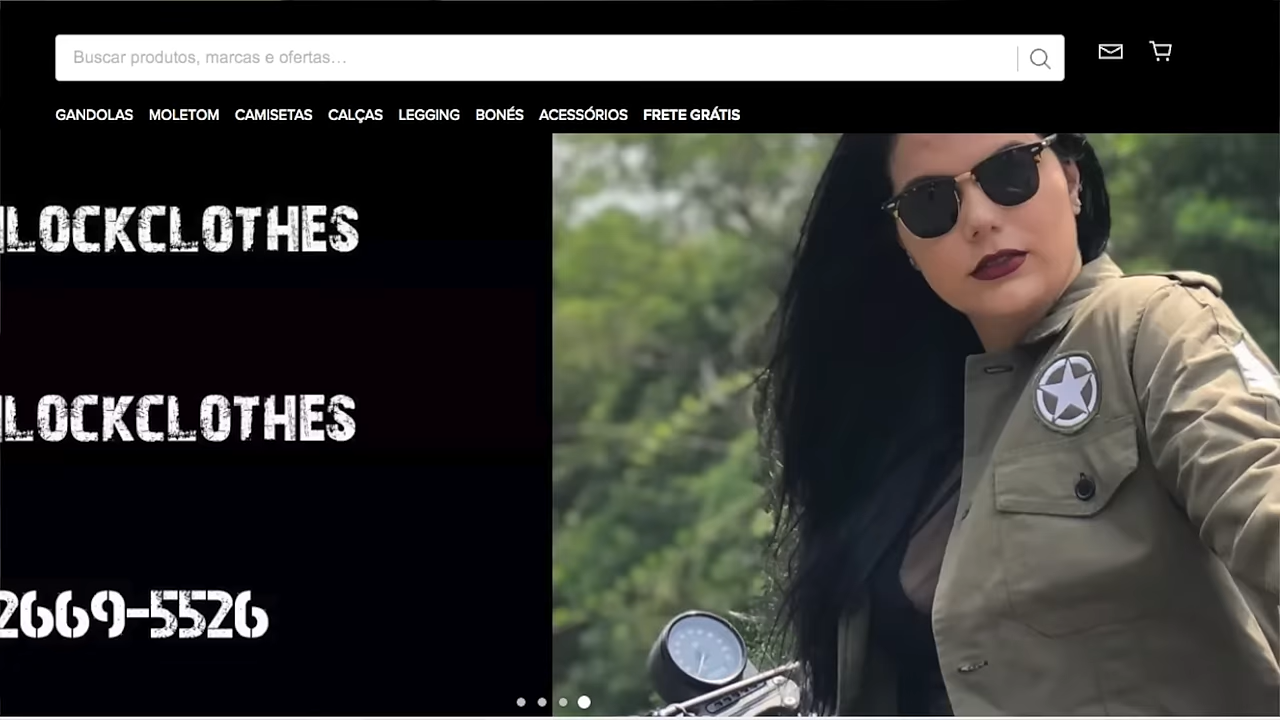 Buscar produtos, marcas e ofertas...
GANDOLAS MOLETOM CAMISETAS CALÇAS LEGGING BONÉS ACESSÓRIOS FRETE GRÁTIS
LOCKCLOTHES
LOCKCLOTHES
2669-5526